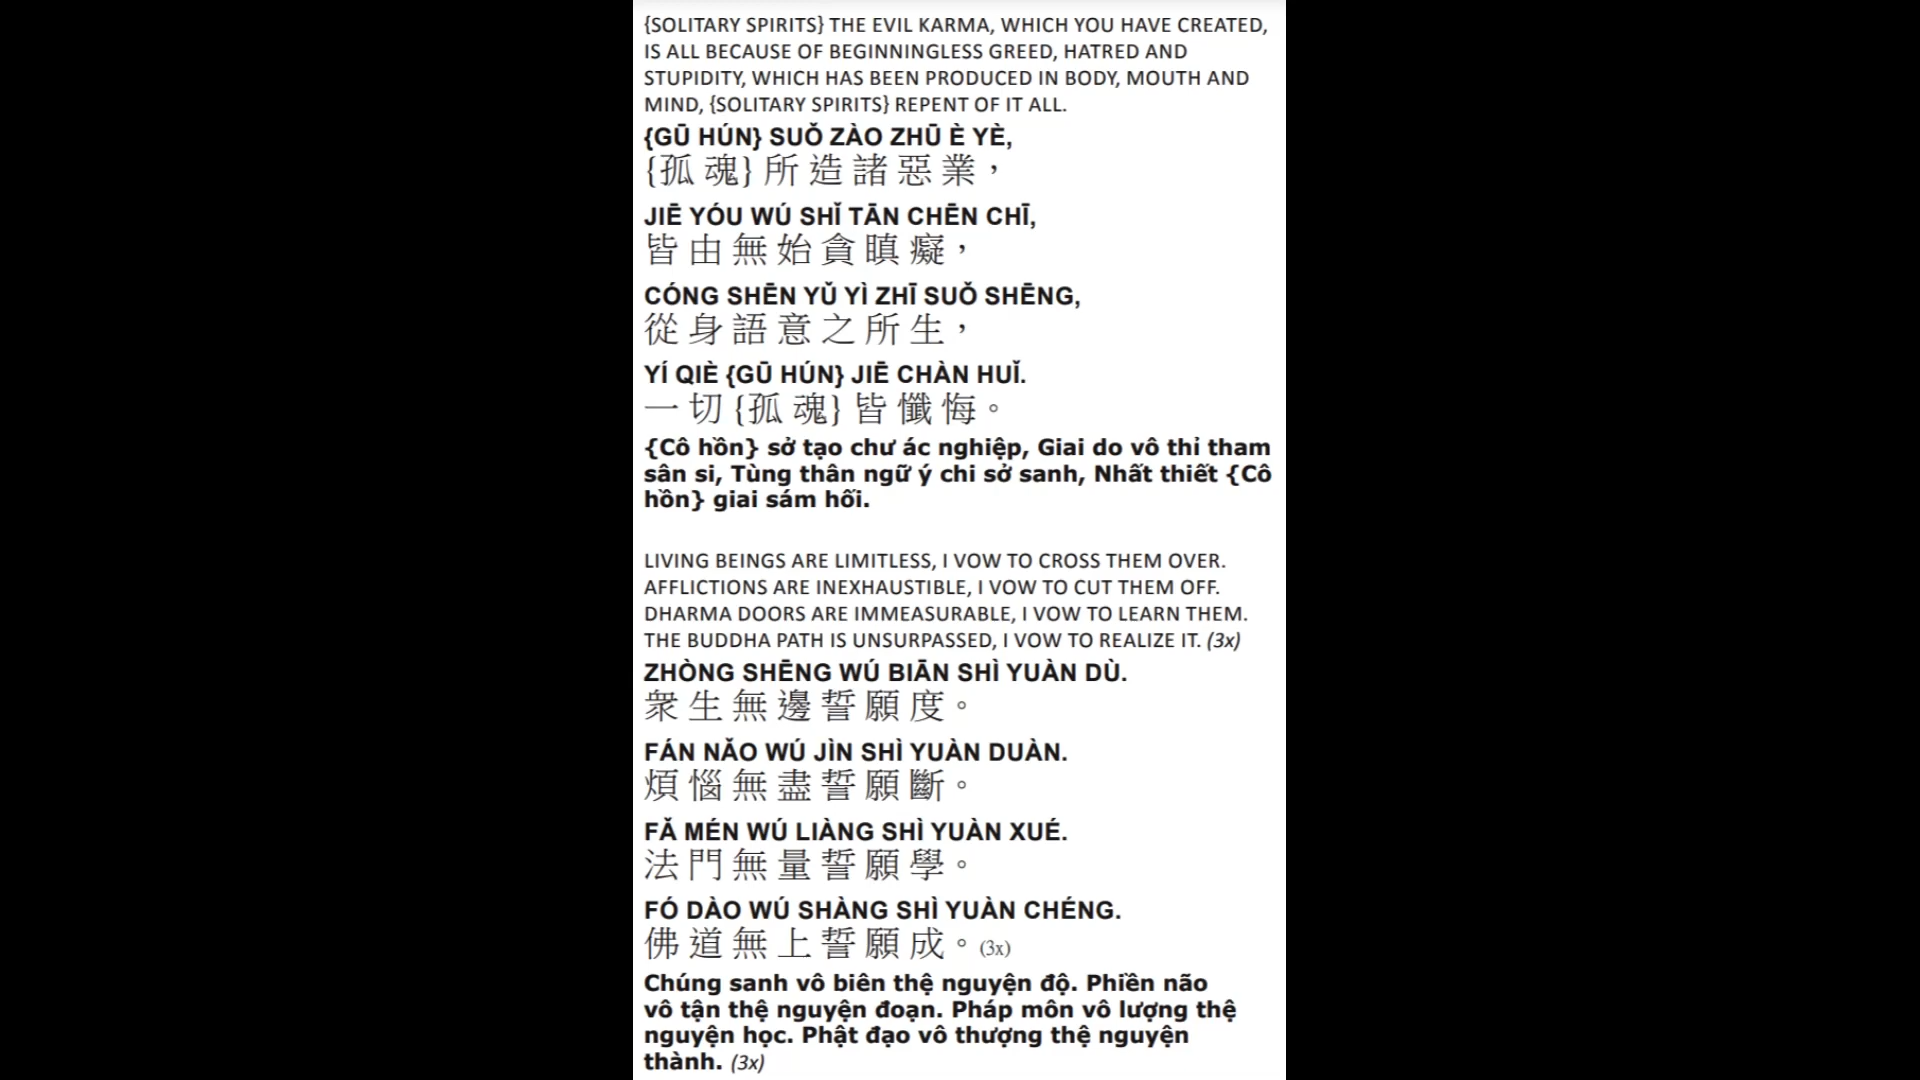 {SOLITARY SPIRITS} THE EVIL KARMA, WHICH YOU HAVE CREATED,
IS ALL BECAUSE OF BEGINNINGLESS GREED, HATRED AND
STUPIDITY, WHICH HAS BEEN PRODUCED IN BODY, MOUTH AND
MIND, {SOLITARY SPIRITS} REPENT OF IT ALL.
{GŪ HÚN} SUǑ ZÀO ZHŪ È YÈ,
{孤 魂} 所 造 諸 惡 業，
JIĒ YÓU WÚ SHǏ TĀN CHĒN CHĪ,
皆 由 無 始 貪 瞋 癡，
CÓNG SHĒN YǓ YÌ ZHĪ SUǑ SHĒNG,
從 身 語 意 之 所 生，
YÍ QIÈ {GŪ HÚN} JIĒ CHÀN HUǏ.
一 切 {孤 魂} 皆 懺 悔。
{Cô hồn} sở tạo chư ác nghiệp, Giai do vô thỉ tham
sân si, Tùng thân ngữ ý chi sở sanh, Nhất thiết {Cô
hồn} giai sám hối.
LIVING BEINGS ARE LIMITLESS, I VOW TO CROSS THEM OVER.
AFFLICTIONS ARE INEXHAUSTIBLE, I VOW TO CUT THEM OFF.
DHARMA DOORS ARE IMMEASURABLE, I VOW TO LEARN THEM.
THE BUDDHA PATH IS UNSURPASSED, I VOW TO REALIZE IT. (3x)
ZHÒNG SHĒNG WÚ BIĀN SHÌ YUÀN DÙ.
衆 生 無 邊 誓 願 度。
FÁN NǍO WÚ JÌN SHÌ YUÀN DUÀN.
煩 惱 無 盡 誓 願 斷。
FǍ MÉN WÚ LIÀNG SHÌ YUÀN XUÉ.
法 門 無 量 誓 願 學。
FÓ DÀO WÚ SHÀNG SHÌ YUÀN CHÉNG.
佛 道 無 上 誓 願 成。(3x)
Chúng sanh vô biên thệ nguyện độ. Phiền não
vô tận thệ nguyện đoạn. Pháp môn vô lượng thệ
nguyện học. Phật đạo vô thượng thệ nguyện
thành. (3x)